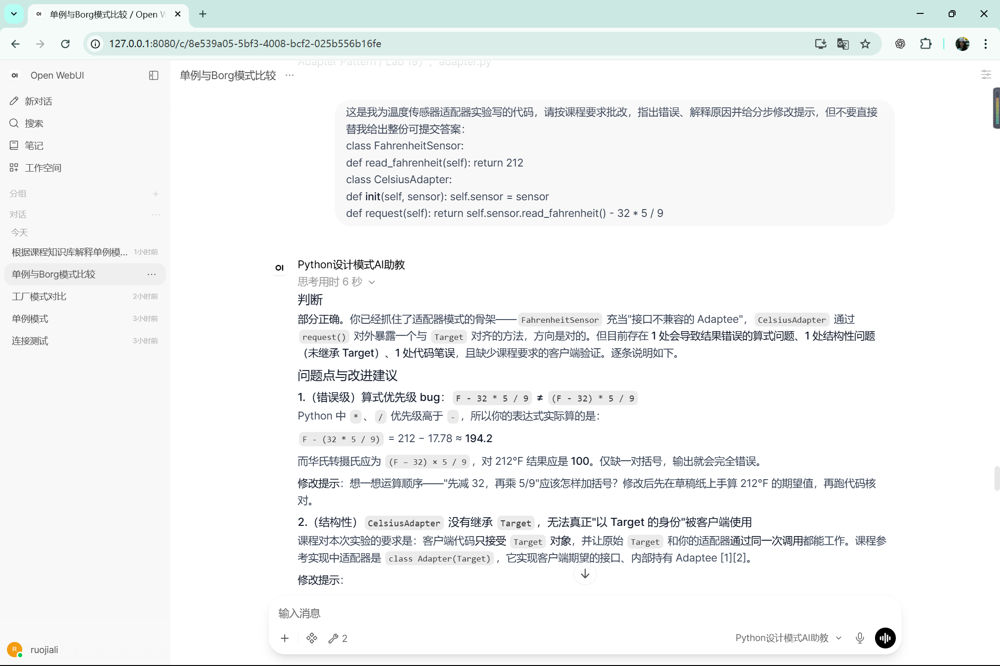 单例与Borg模式比较 / Open W
127.0.0.1:8080/c/8e539a05-5bf3-4008-bcf2-025b556b16fe
OI Open WebUI
新对话
搜索
笔记
工作空间
分组
对话
今天
根据课程知识库解释单例模... 1小时前
单例与Borg模式比较
工厂模式对比 2小时前
单例模式 3小时前
连接测试 3小时前
R ruojiali
Adapter Pattern / Lab 19）、adapter.py
单例与Borg模式比较
这是我为温度传感器适配器实验写的代码，请按课程要求批改，指出错误、解释原因并给分步修改提示，但不要直接
替我给出整份可提交答案：
class FahrenheitSensor:
def read_fahrenheit(self): return 212
class CelsiusAdapter:
def init(self, sensor): self.sensor = sensor
def request(self): return self.sensor.read_fahrenheit() - 32 * 5 / 9
OI Python设计模式AI助教
思考用时 6 秒
判断
部分正确。你已经抓住了适配器模式的骨架——FahrenheitSensor 充当"接口不兼容的 Adaptee"，CelsiusAdapter 通过
request() 对外暴露一个与 Target 对齐的方法，方向是对的。但目前存在 1 处会导致结果错误的算式问题、1 处结构性问题
（未继承 Target）、1 处代码笔误，且缺少课程要求的客户端验证。逐条说明如下。
问题点与改进建议
1.（错误级）算式优先级 bug：F - 32 * 5 / 9 ≠ (F - 32) * 5 / 9
Python 中 *、/ 优先级高于 -，所以你的表达式实际算的是：
F - (32 * 5 / 9) = 212 − 17.78 ≈ 194.2
而华氏转摄氏应为 (F − 32) × 5 / 9，对 212°F 结果应是 100。仅缺一对括号，输出就会完全错误。
修改提示：想一想运算顺序——"先减 32，再乘 5/9"应该怎样加括号？修改后先在草稿纸上手算 212°F 的期望值，再跑代码核
对。
2.（结构性）CelsiusAdapter 没有继承 Target，无法真正"以 Target 的身份"被客户端使用
课程对本次实验的要求是：客户端代码只接受 Target 对象，并让原始 Target 和你的适配器通过同一次调用都能工作。课程参
考实现中适配器是 class Adapter(Target)，它实现客户端期望的接口、内部持有 Adaptee [1][2]。
修改提示：
输入消息
2
Python设计模式AI助教